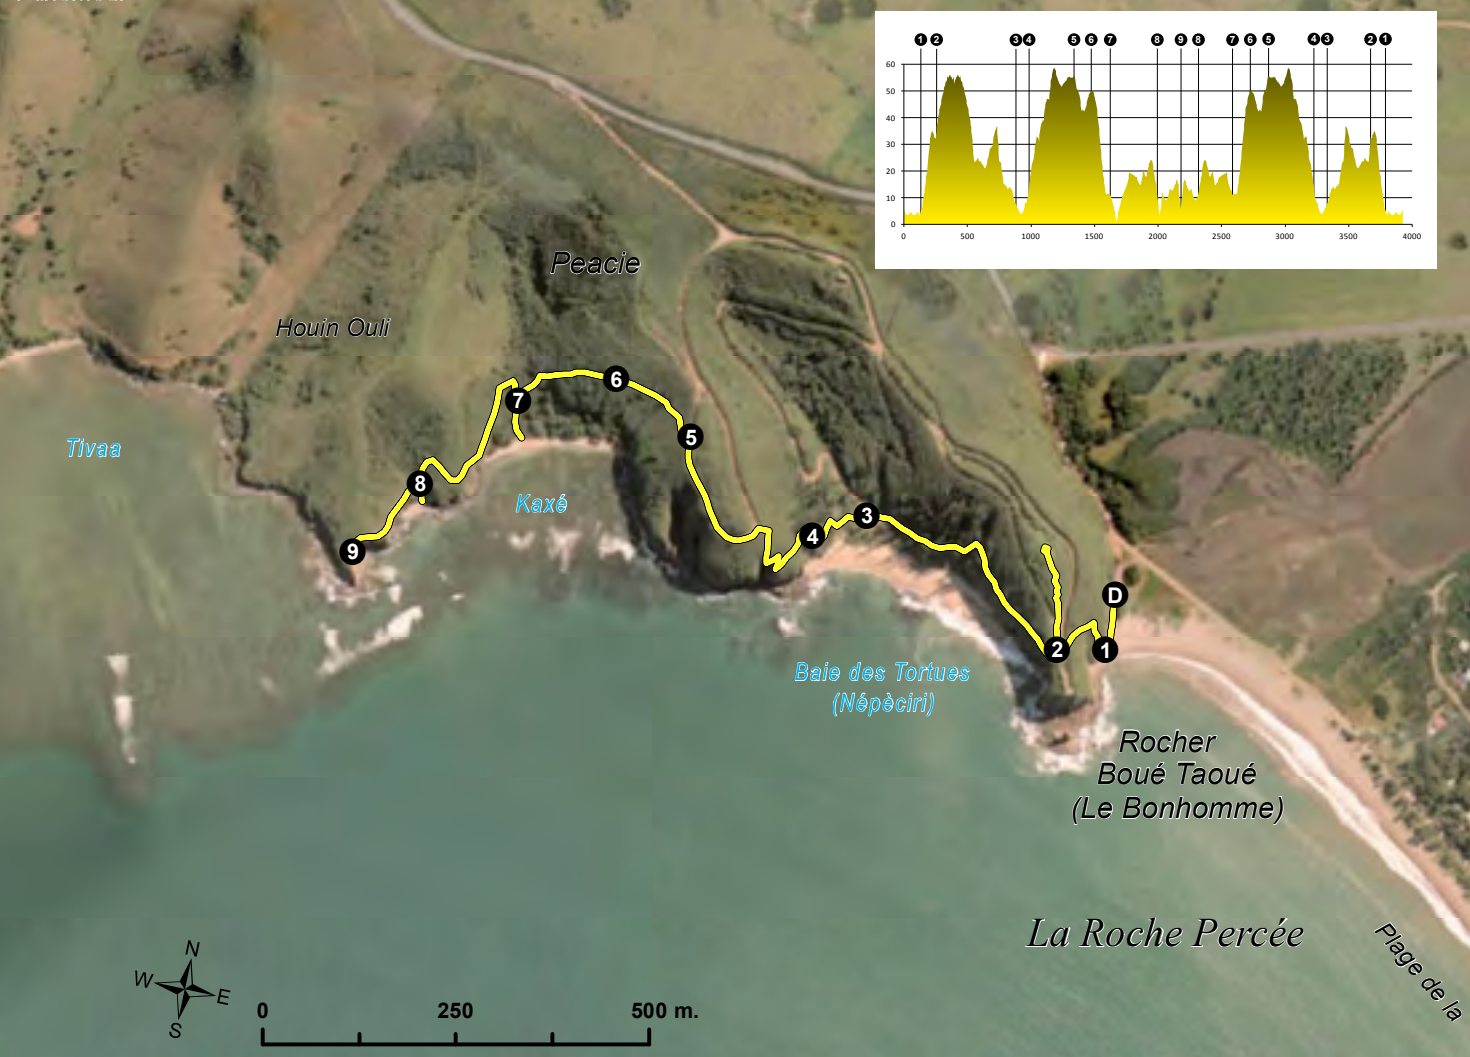 1 2 3 4 5 6 7 8 9 8 7 6 5 4 3 2 1
60
50
40
30
20
10
0
0 500 1000 1500 2000 2500 3000 3500 4000
Peacie
Houin Ouli
Tivaa
Kaxé
6
7
5
8
9
4
3
D
2
1
Baie des Tortues
(Népèciri)
Rocher
Boué Taoué
(Le Bonhomme)
La Roche Percée
Plage de la
N
W
E
S
0 250 500 m.